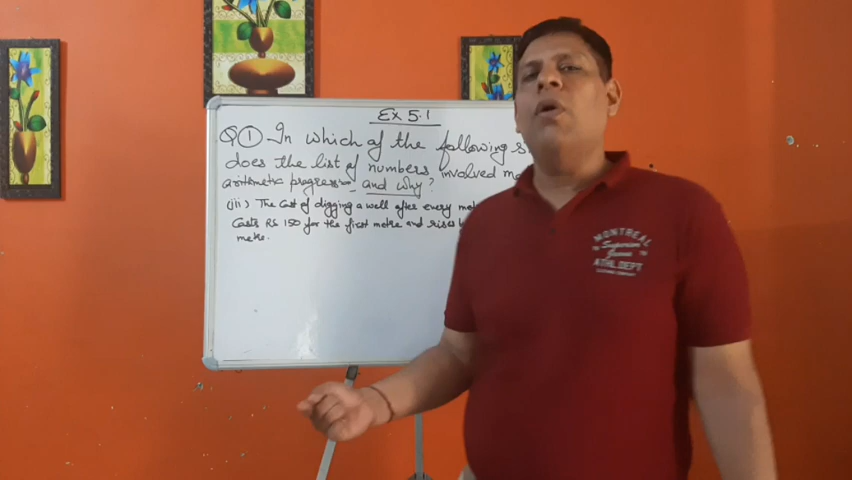 Ex 5.1
Q① In which of the following
does the list of numbers involved
arithmetic progression and why?
(iii) The cost of digging a well after every
Costs Rs 150 for the first metre and rises
metre.
MONTREAL
Superior
ATHL. DEPT